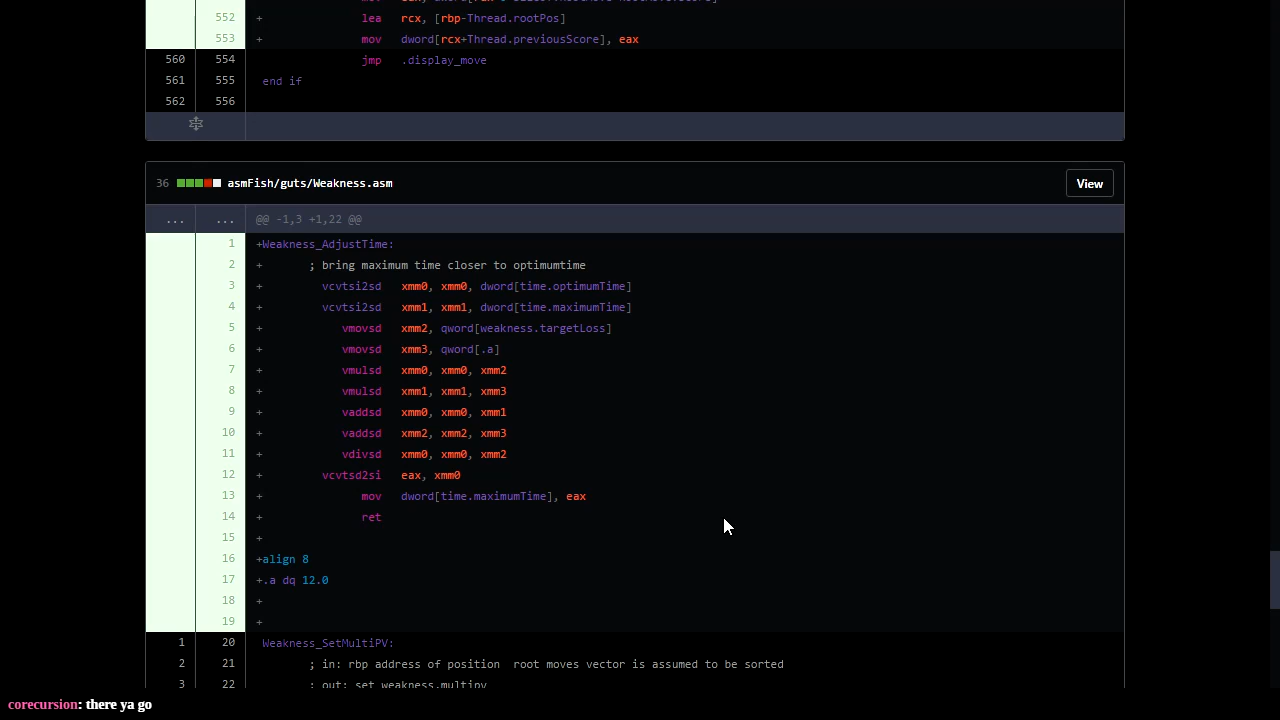 552 + lea rcx, [rbp-Thread.rootPos]
553 + mov dword[rcx+Thread.previousScore], eax
560 554 jmp .display_move
561 555 end if
562 556
36 asmFish/guts/Weakness.asm View
... ... @@ -1,3 +1,22 @@
1 +Weakness_AdjustTime:
2 + ; bring maximum time closer to optimumtime
3 + vcvtsi2sd xmm0, xmm0, dword[time.optimumTime]
4 + vcvtsi2sd xmm1, xmm1, dword[time.maximumTime]
5 + vmovsd xmm2, qword[weakness.targetLoss]
6 + vmovsd xmm3, qword[.a]
7 + vmulsd xmm0, xmm0, xmm2
8 + vmulsd xmm1, xmm1, xmm3
9 + vaddsd xmm0, xmm0, xmm1
10 + vaddsd xmm2, xmm2, xmm3
11 + vdivsd xmm0, xmm0, xmm2
12 + vcvtsd2si eax, xmm0
13 + mov dword[time.maximumTime], eax
14 + ret
15 +
16 +align 8
17 +.a dq 12.0
18 +
19 +
1 20 Weakness_SetMultiPV:
2 21 ; in: rbp address of position root moves vector is assumed to be sorted
3 22 ; out: set weakness.multipv
corecursion: there ya go